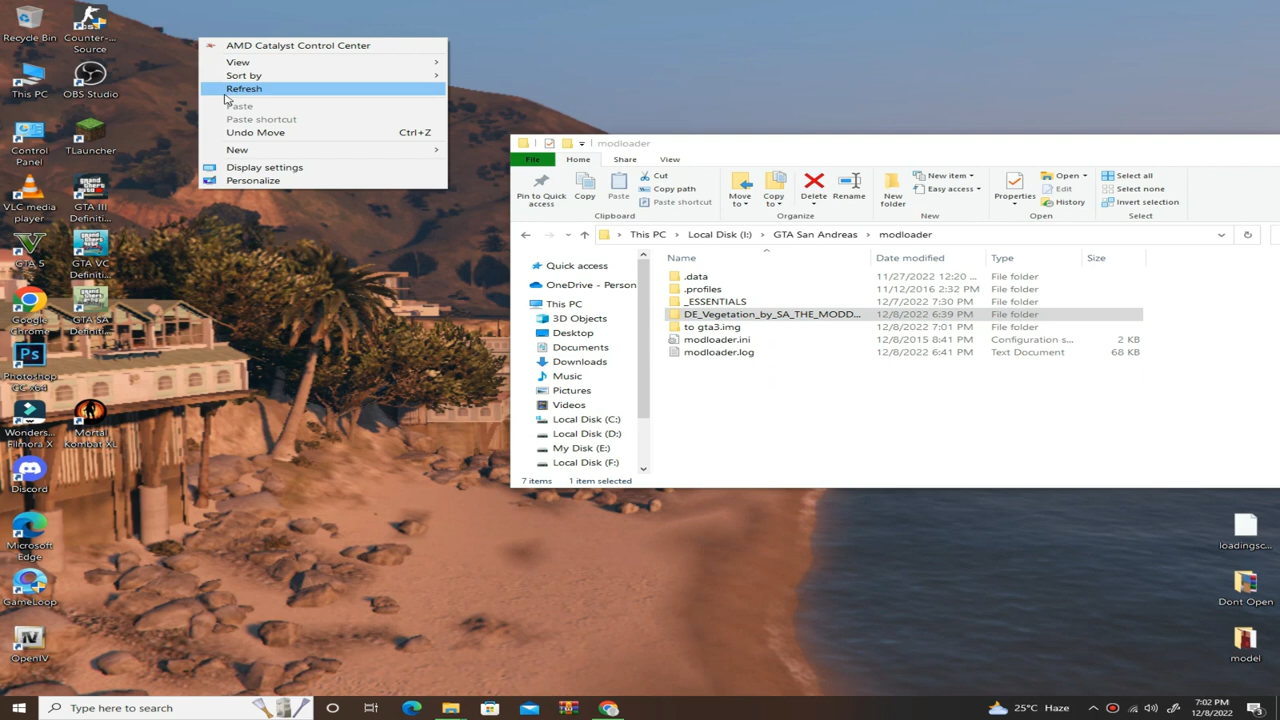 Recycle Bin
Counter-...
Source
This PC
OBS Studio
Control
Panel
TLauncher
VLC media
player
GTA III
Definiti...
GTA 5
GTA VC
Definiti...
Google
Chrome
GTA SA
Definiti...
Photoshop
CC x64
Wonders...
Filmora X
Mortal
Kombat XL
Discord
Microsoft
Edge
GameLoop
OpenIV
AMD Catalyst Control Center
View
Sort by
Refresh
Paste
Paste shortcut
Undo Move Ctrl+Z
New
Display settings
Personalize
modloader
File Home Share View
Pin to Quick
access
Copy
Paste
Cut
Copy path
Paste shortcut
Clipboard
Move
to
Copy
to
Delete
Rename
Organize
New
folder
New item
Easy access
New
Properties
Open
Edit
History
Open
Select all
Select none
Invert selection
Select
This PC > Local Disk (I:) > GTA San Andreas > modloader
Quick access
OneDrive - Person
This PC
3D Objects
Desktop
Documents
Downloads
Music
Pictures
Videos
Local Disk (C:)
Local Disk (D:)
My Disk (E:)
Local Disk (F:)
Name Date modified Type Size
.data 11/27/2022 12:20 ... File folder
.profiles 11/12/2016 2:32 PM File folder
_ESSENTIALS 12/7/2022 7:30 PM File folder
DE_Vegetation_by_SA_THE_MODD... 12/8/2022 6:39 PM File folder
to gta3.img 12/8/2022 7:01 PM File folder
modloader.ini 12/8/2015 8:41 PM Configuration s... 2 KB
modloader.log 12/8/2022 6:41 PM Text Document 68 KB
7 items 1 item selected
loadingsc...
Dont Open
model
Type here to search
25°C Haze
7:02 PM
12/8/2022
3